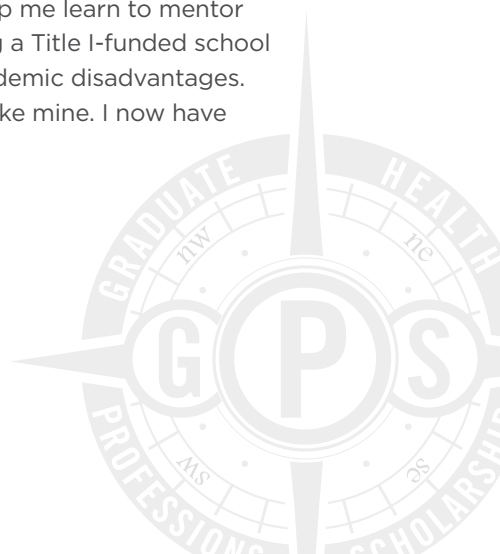 p me learn to mentor
g a Title I-funded school
demic disadvantages.
ke mine. I now have
GRADUATE
HEALTH
nw
ne
G
P
S
sw
se
PROFESSIONS
SCHOLARSHI